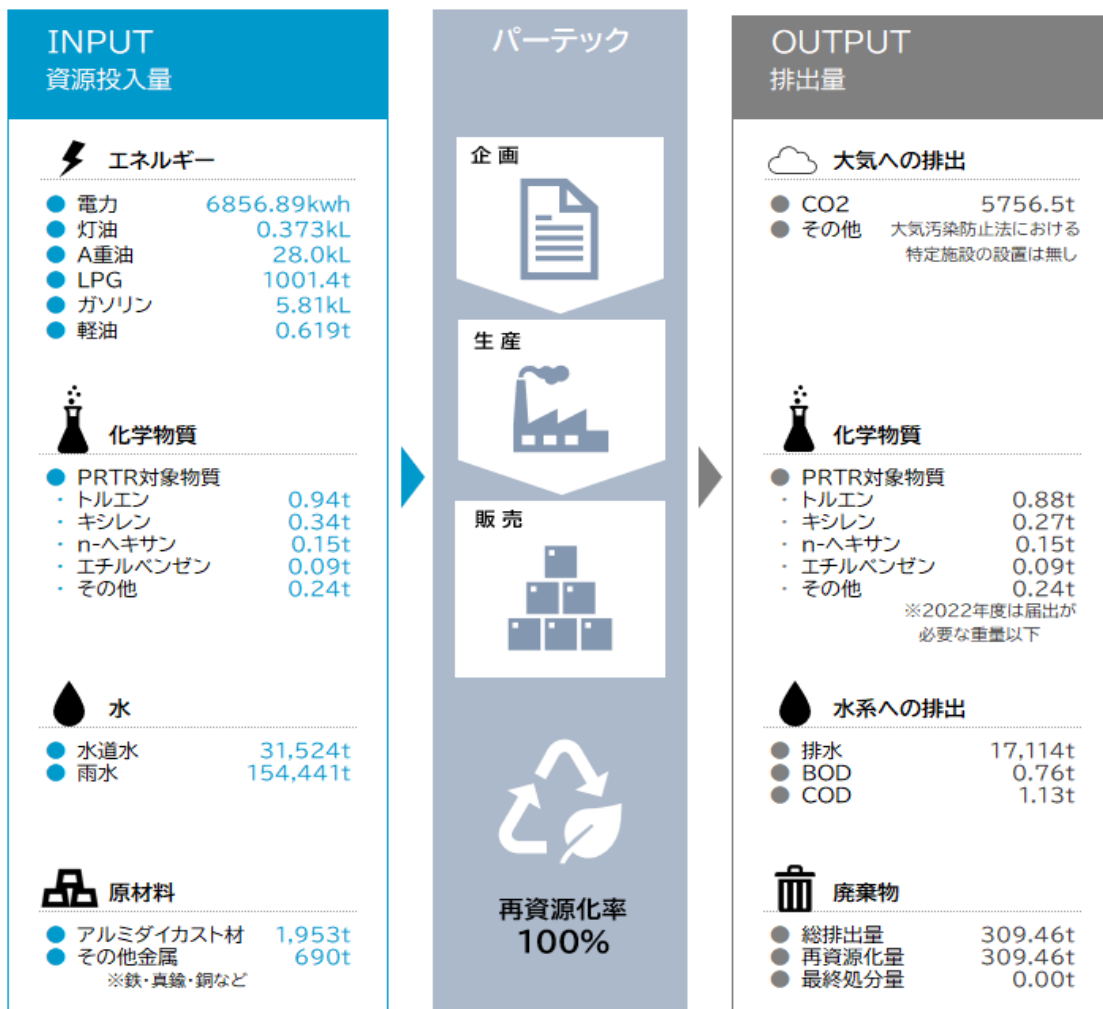 INPUT
資源投入量
エネルギー
● 電力 6856.89kwh
● 灯油 0.373kL
● A重油 28.0kL
● LPG 1001.4t
● ガソリン 5.81kL
● 軽油 0.619t
化学物質
● PRTR対象物質
・ トルエン 0.94t
・ キシレン 0.34t
・ n-ヘキサン 0.15t
・ エチルベンゼン 0.09t
・ その他 0.24t
水
● 水道水 31,524t
● 雨水 154,441t
原材料
● アルミダイカスト材 1,953t
● その他金属 690t
※鉄・真鍮・銅など
パーテック
企画
生産
販売
再資源化率
100%
OUTPUT
排出量
大気への排出
● CO2 5756.5t
● その他 大気汚染防止法における
特定施設の設置は無し
化学物質
● PRTR対象物質
・ トルエン 0.88t
・ キシレン 0.27t
・ n-ヘキサン 0.15t
・ エチルベンゼン 0.09t
・ その他 0.24t
※2022年度は届出が
必要な重量以下
水系への排出
● 排水 17,114t
● BOD 0.76t
● COD 1.13t
廃棄物
● 総排出量 309.46t
● 再資源化量 309.46t
● 最終処分量 0.00t